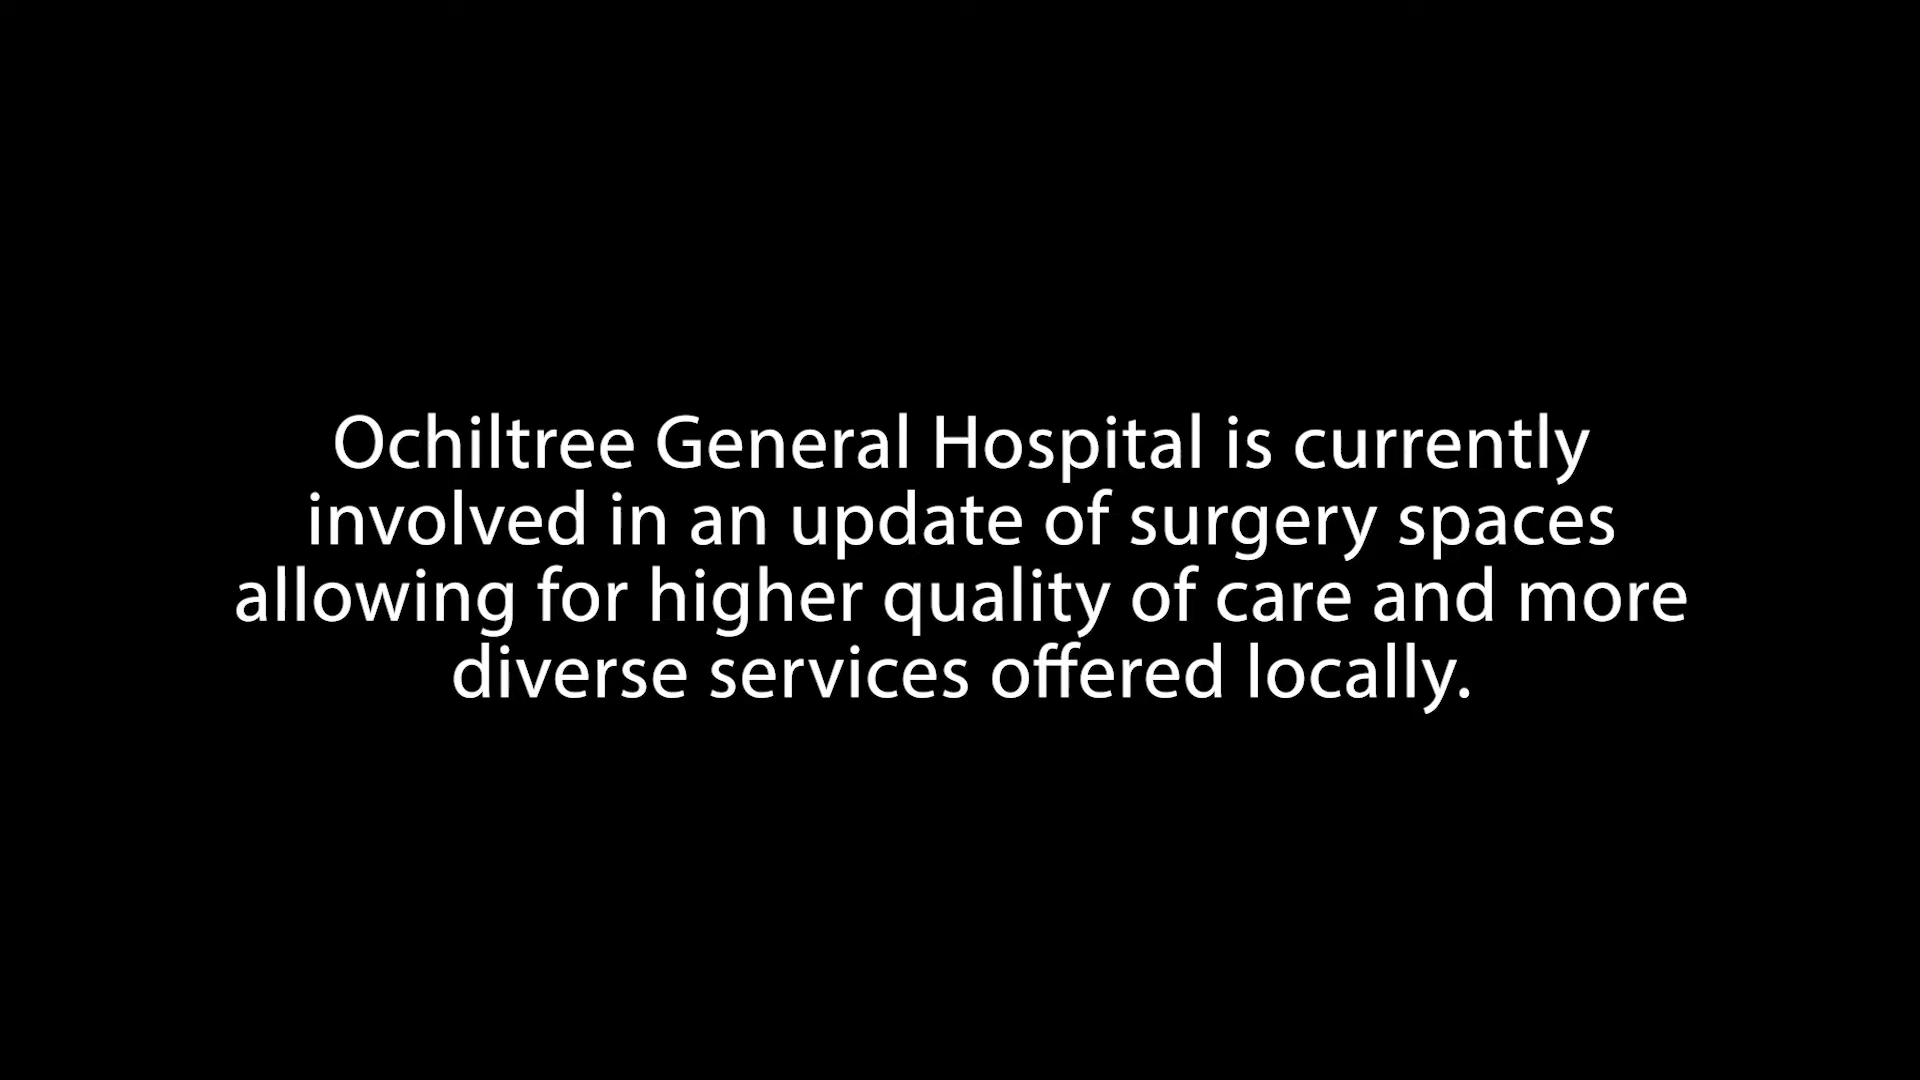 Ochiltree General Hospital is currently
involved in an update of surgery spaces
allowing for higher quality of care and more
diverse services offered locally.